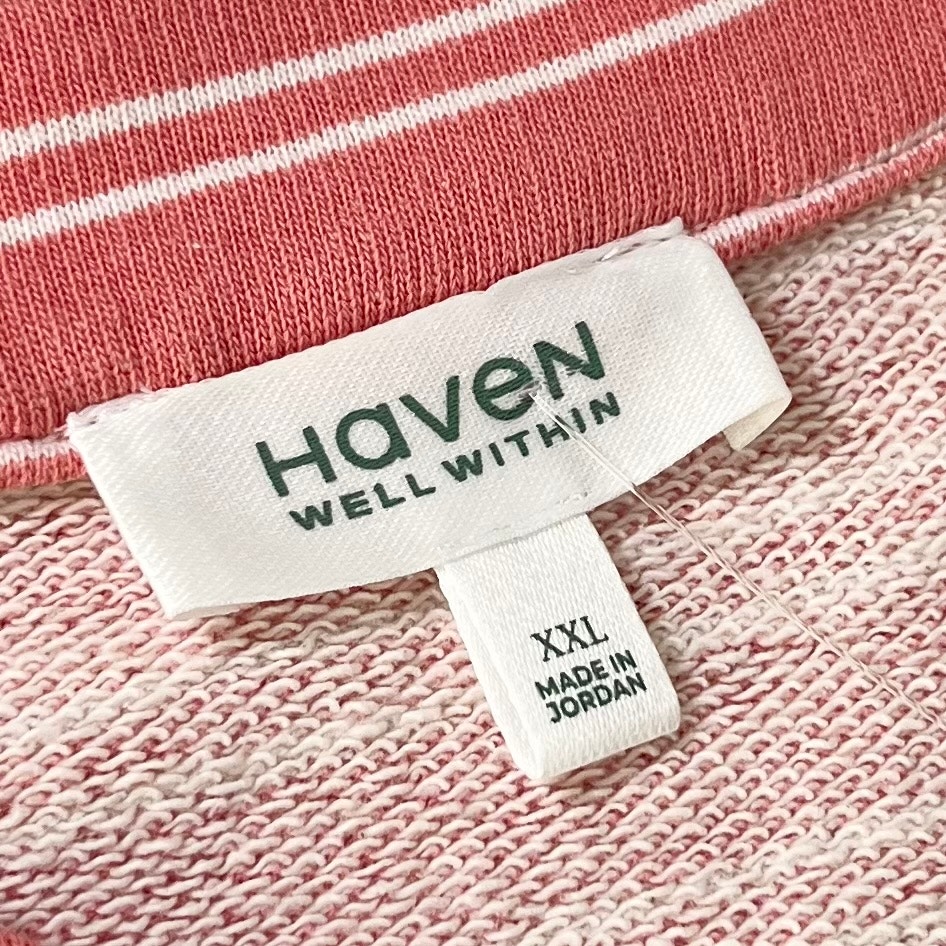 Haven
WELL WITHIN
XXL
MADE IN
JORDAN